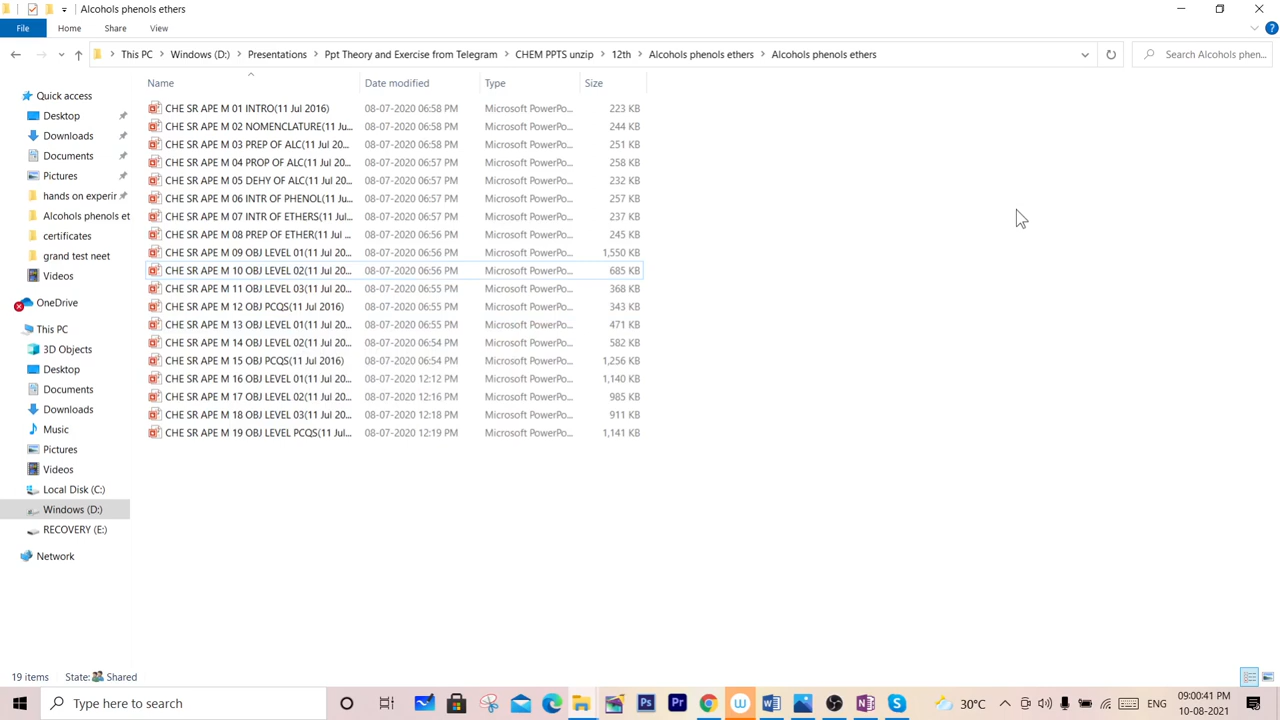 Alcohols phenols ethers
File Home Share View
This PC Windows (D:) Presentations Ppt Theory and Exercise from Telegram CHEM PPTS unzip 12th Alcohols phenols ethers Alcohols phenols ethers
Search Alcohols phen...
Name Date modified Type Size
Quick access
Desktop
Downloads
Documents
Pictures
hands on experir
Alcohols phenols et
certificates
grand test neet
Videos
OneDrive
This PC
3D Objects
Desktop
Documents
Downloads
Music
Pictures
Videos
Local Disk (C:)
Windows (D:)
RECOVERY (E:)
Network
CHE SR APE M 01 INTRO(11 Jul 2016) 08-07-2020 06:58 PM Microsoft PowerPo... 223 KB
CHE SR APE M 02 NOMENCLATURE(11 Ju... 08-07-2020 06:58 PM Microsoft PowerPo... 244 KB
CHE SR APE M 03 PREP OF ALC(11 Jul 20... 08-07-2020 06:58 PM Microsoft PowerPo... 251 KB
CHE SR APE M 04 PROP OF ALC(11 Jul 20... 08-07-2020 06:57 PM Microsoft PowerPo... 258 KB
CHE SR APE M 05 DEHY OF ALC(11 Jul 20... 08-07-2020 06:57 PM Microsoft PowerPo... 232 KB
CHE SR APE M 06 INTR OF PHENOL(11 Ju... 08-07-2020 06:57 PM Microsoft PowerPo... 257 KB
CHE SR APE M 07 INTR OF ETHERS(11 Jul... 08-07-2020 06:57 PM Microsoft PowerPo... 237 KB
CHE SR APE M 08 PREP OF ETHER(11 Jul... 08-07-2020 06:57 PM Microsoft PowerPo... 245 KB
CHE SR APE M 09 OBJ LEVEL 01(11 Jul 20... 08-07-2020 06:56 PM Microsoft PowerPo... 1,550 KB
CHE SR APE M 10 OBJ LEVEL 02(11 Jul 20... 08-07-2020 06:56 PM Microsoft PowerPo... 685 KB
CHE SR APE M 11 OBJ LEVEL 03(11 Jul 20... 08-07-2020 06:55 PM Microsoft PowerPo... 368 KB
CHE SR APE M 12 OBJ PCQS(11 Jul 2016) 08-07-2020 06:55 PM Microsoft PowerPo... 343 KB
CHE SR APE M 13 OBJ LEVEL 01(11 Jul 20... 08-07-2020 06:55 PM Microsoft PowerPo... 471 KB
CHE SR APE M 14 OBJ LEVEL 02(11 Jul 20... 08-07-2020 06:54 PM Microsoft PowerPo... 582 KB
CHE SR APE M 15 OBJ PCQS(11 Jul 2016) 08-07-2020 06:54 PM Microsoft PowerPo... 1,256 KB
CHE SR APE M 16 OBJ LEVEL 01(11 Jul 20... 08-07-2020 12:12 PM Microsoft PowerPo... 1,140 KB
CHE SR APE M 17 OBJ LEVEL 02(11 Jul 20... 08-07-2020 12:16 PM Microsoft PowerPo... 985 KB
CHE SR APE M 18 OBJ LEVEL 03(11 Jul 20... 08-07-2020 12:18 PM Microsoft PowerPo... 911 KB
CHE SR APE M 19 OBJ LEVEL PCQS(11 Jul... 08-07-2020 12:19 PM Microsoft PowerPo... 1,141 KB
19 items State: Shared
Type here to search
30°C
ENG
09:00:41 PM
10-08-2021